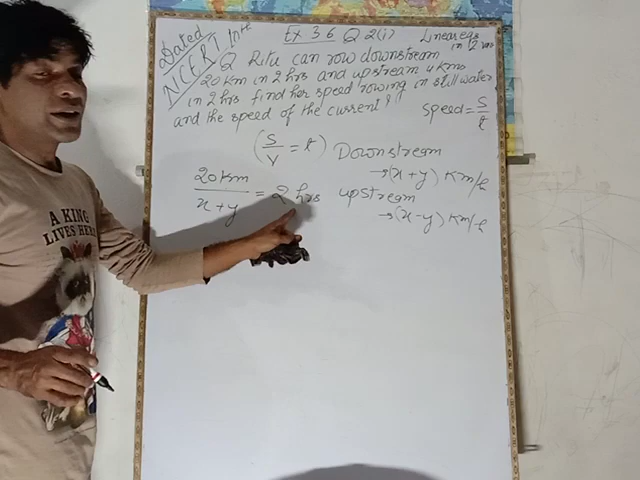 Dated
NCERT 10th
Ex 3.6 Q 2(i)
Linear eqs
in 2 vars
Q Ritu can row downstream
20 Km in 2 hrs and upstream 4 kms
in 2 hrs find her speed rowing in still water
and the speed of the current?
Speed = S/t
(S/V = t) Downstream
→ (x + y) Km/h
20 Km / x + y = 2 hrs
upstream
→ (x - y) Km/h
A KING
LIVES HERE